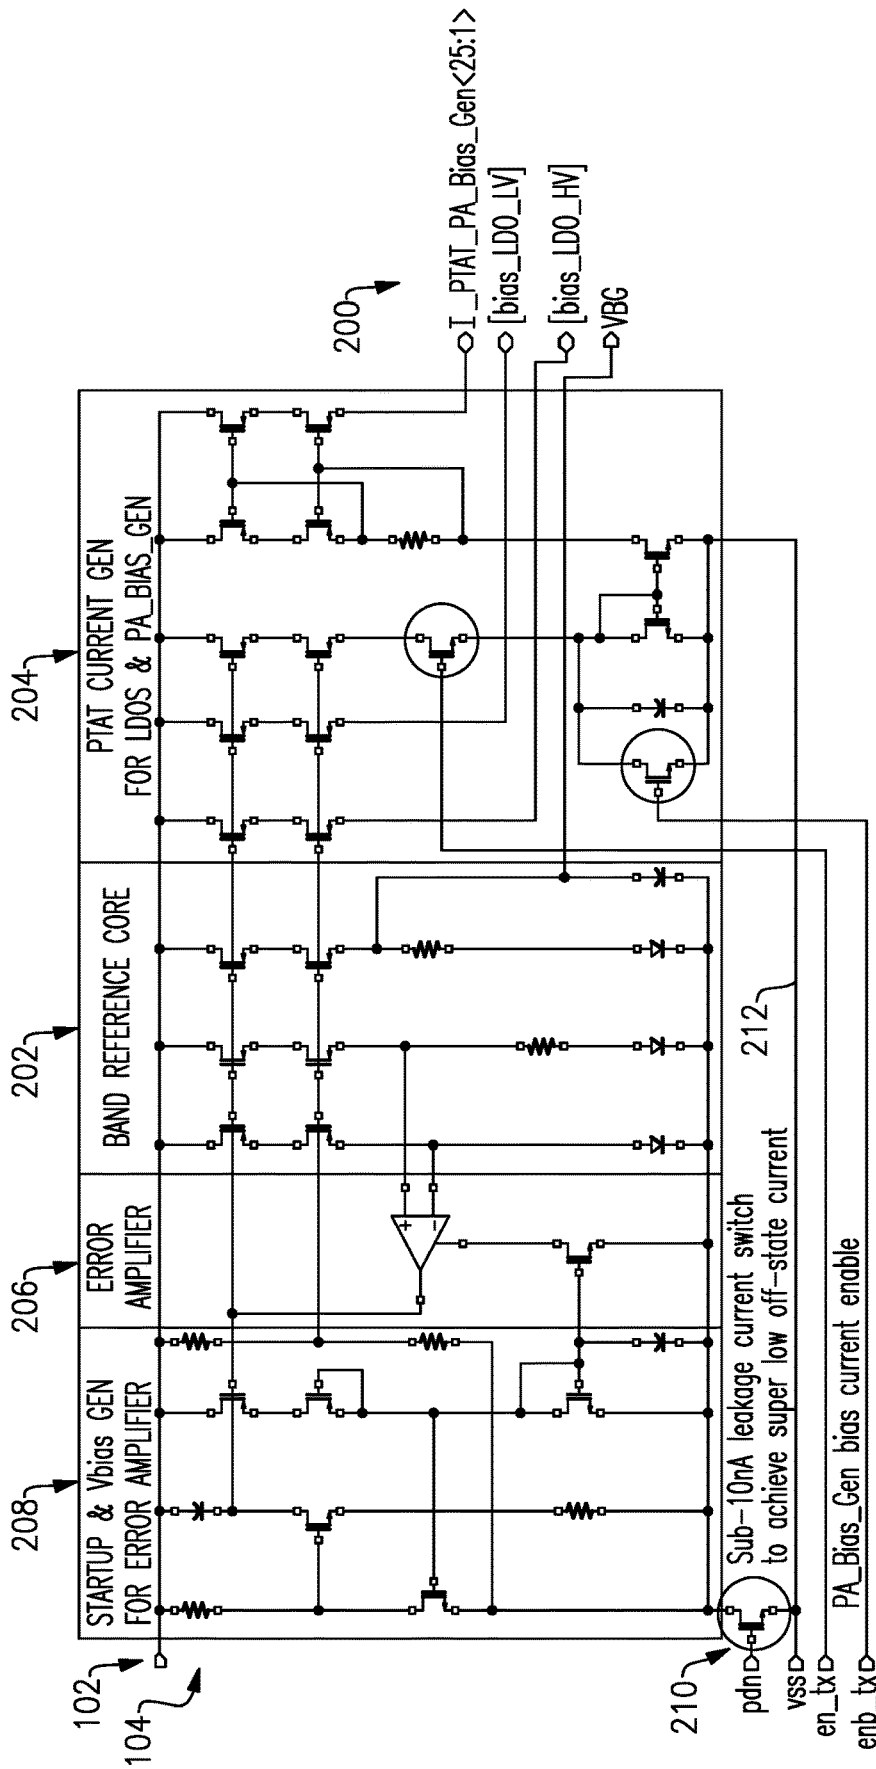 200
I_PTAT_PA_Bias_Gen<25:1>
[bias_LDO_LV]
[bias_LDO_HV]
VBG
208
STARTUP & Vbias GEN
FOR ERROR AMPLIFIER
206
ERROR
AMPLIFIER
202
BAND REFERENCE CORE
204
PTAT CURRENT GEN
FOR LDOS & PA_BIAS_GEN
102
104
+
−
210
Sub−10nA leakage current switch
to achieve super low off−state current
212
pdn
vss
en_tx
PA_Bias_Gen bias current enable
enb_tx